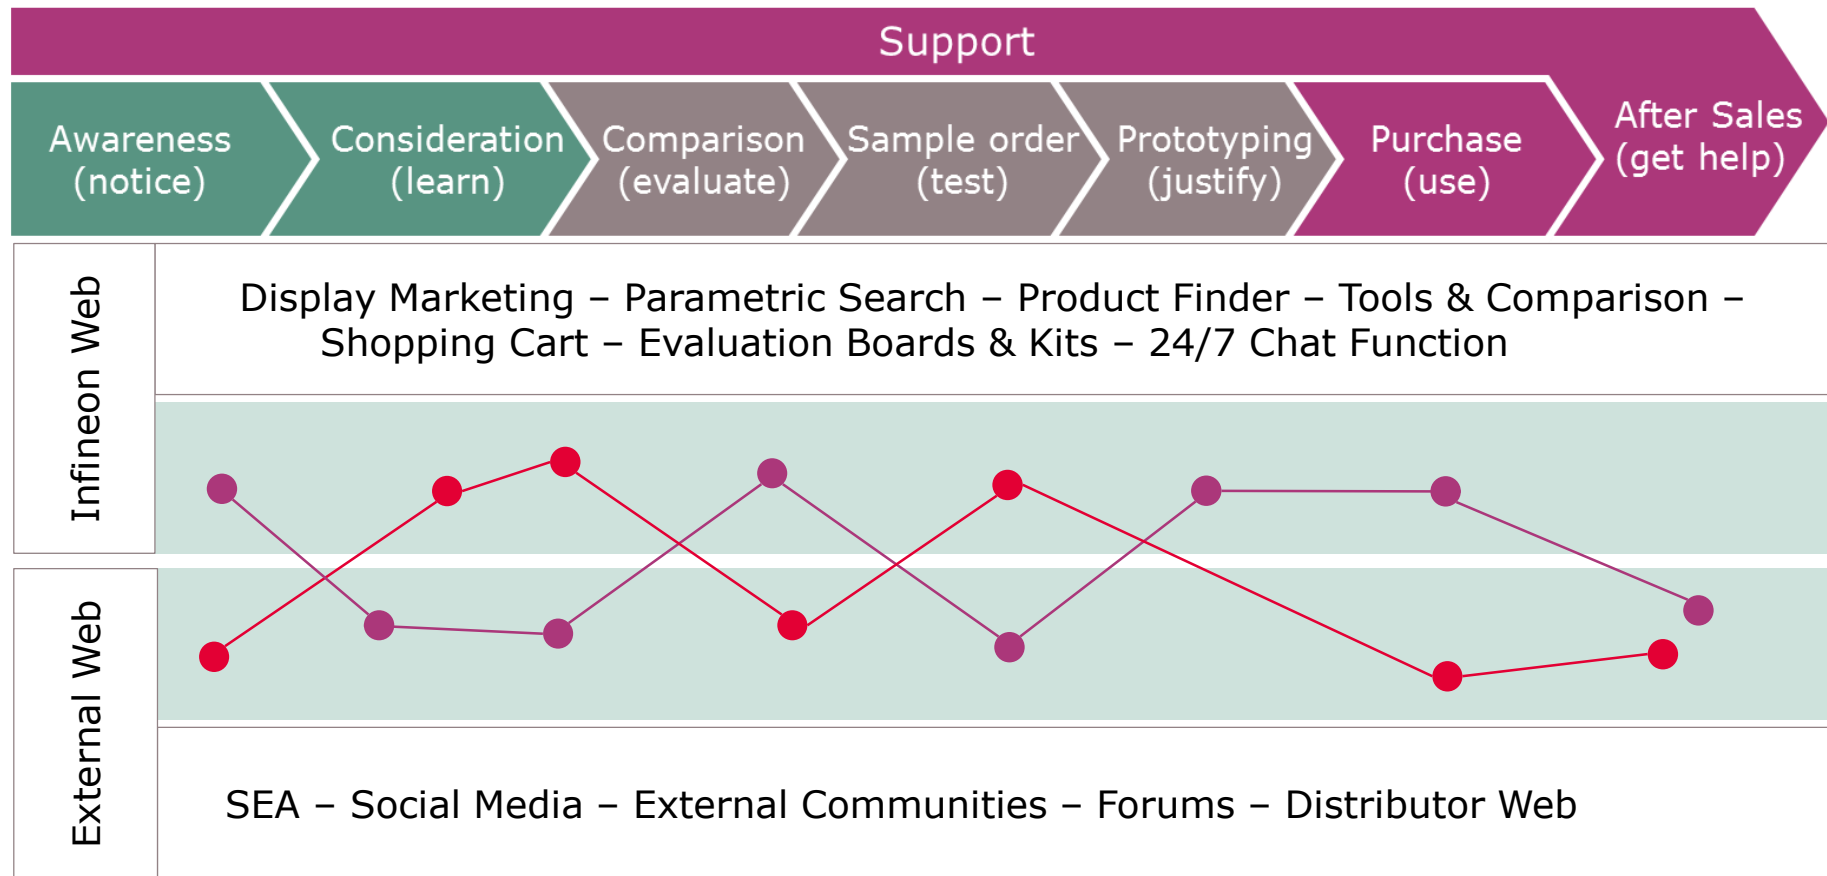 Support
Awareness
(notice)
Consideration
(learn)
Comparison
(evaluate)
Sample order
(test)
Prototyping
(justify)
Purchase
(use)
After Sales
(get help)
Infineon Web
Display Marketing – Parametric Search – Product Finder – Tools & Comparison –
Shopping Cart – Evaluation Boards & Kits – 24/7 Chat Function
External Web
SEA – Social Media – External Communities – Forums – Distributor Web